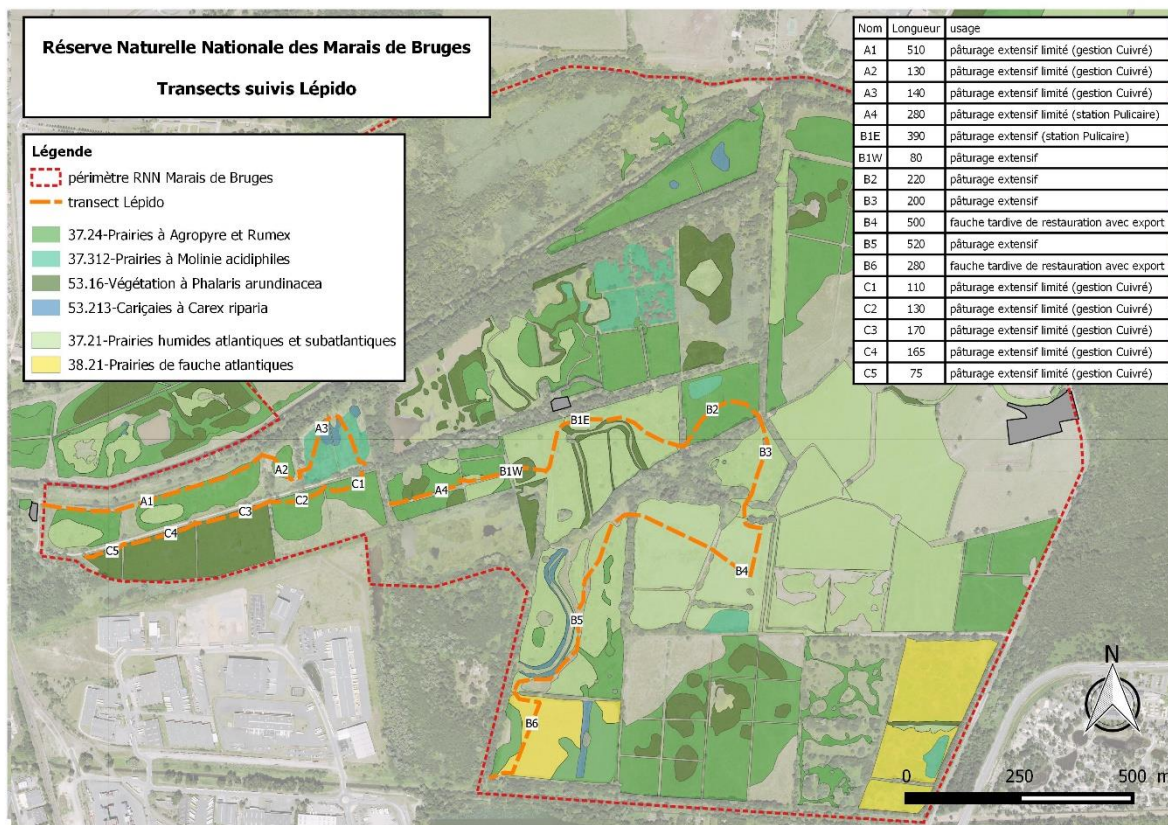 Réserve Naturelle Nationale des Marais de Bruges
Transects suivis Lépido
Légende
périmètre RNN Marais de Bruges
transect Lépido
37.24-Prairies à Agropyre et Rumex
37.312-Prairies à Molinie acidiphiles
53.16-Végétation à Phalaris arundinacea
53.213-Cariçaies à Carex riparia
37.21-Prairies humides atlantiques et subatlantiques
38.21-Prairies de fauche atlantiques
Nom Longueur usage
A1 510 pâturage extensif limité (gestion Cuivré)
A2 130 pâturage extensif limité (gestion Cuivré)
A3 140 pâturage extensif limité (gestion Cuivré)
A4 280 pâturage extensif limité (station Pulicaire)
B1E 390 pâturage extensif (station Pulicaire)
B1W 80 pâturage extensif
B2 220 pâturage extensif
B3 200 pâturage extensif
B4 500 fauche tardive de restauration avec export
B5 520 pâturage extensif
B6 280 fauche tardive de restauration avec export
C1 110 pâturage extensif limité (gestion Cuivré)
C2 130 pâturage extensif limité (gestion Cuivré)
C3 170 pâturage extensif limité (gestion Cuivré)
C4 165 pâturage extensif limité (gestion Cuivré)
C5 75 pâturage extensif limité (gestion Cuivré)
B2
B1E
A3
B3
A2
B1W
C1
A4
A1
C2
C3
C4
C5
B4
B5
B6
N
0 250 500 m